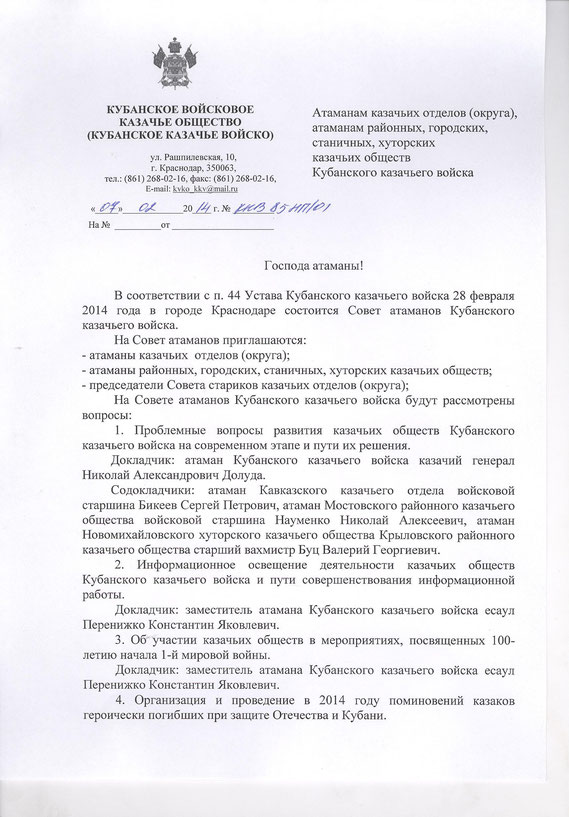 КУБАНСКОЕ ВОЙСКОВОЕ
КАЗАЧЬЕ ОБЩЕСТВО
(КУБАНСКОЕ КАЗАЧЬЕ ВОЙСКО)
ул. Рашпилевская, 10,
г. Краснодар, 350063,
тел.: (861) 268-02-16, факс: (861) 268-02-16,
E-mail: kvko_kkv@mail.ru
« 07 » 02 2014 г. № ККВ 85 НП/01
На № __________ от ______________________
Атаманам казачьих отделов (округа),
атаманам районных, городских,
станичных, хуторских
казачьих обществ
Кубанского казачьего войска
Господа атаманы!
В соответствии с п. 44 Устава Кубанского казачьего войска 28 февраля
2014 года в городе Краснодаре состоится Совет атаманов Кубанского
казачьего войска.
На Совет атаманов приглашаются:
- атаманы казачьих отделов (округа);
- атаманы районных, городских, станичных, хуторских казачьих обществ;
- председатели Совета стариков казачьих отделов (округа);
На Совете атаманов Кубанского казачьего войска будут рассмотрены
вопросы:
1. Проблемные вопросы развития казачьих обществ Кубанского
казачьего войска на современном этапе и пути их решения.
Докладчик: атаман Кубанского казачьего войска казачий генерал
Николай Александрович Долуда.
Содокладчики: атаман Кавказского казачьего отдела войсковой
старшина Бикеев Сергей Петрович, атаман Мостовского районного казачьего
общества войсковой старшина Науменко Николай Алексеевич, атаман
Новомихайловского хуторского казачьего общества Крыловского районного
казачьего общества старший вахмистр Буц Валерий Георгиевич.
2. Информационное освещение деятельности казачьих обществ
Кубанского казачьего войска и пути совершенствования информационной
работы.
Докладчик: заместитель атамана Кубанского казачьего войска есаул
Перенижко Константин Яковлевич.
3. Об участии казачьих обществ в мероприятиях, посвященных 100-
летию начала 1-й мировой войны.
Докладчик: заместитель атамана Кубанского казачьего войска есаул
Перенижко Константин Яковлевич.
4. Организация и проведение в 2014 году поминовений казаков
героически погибших при защите Отечества и Кубани.